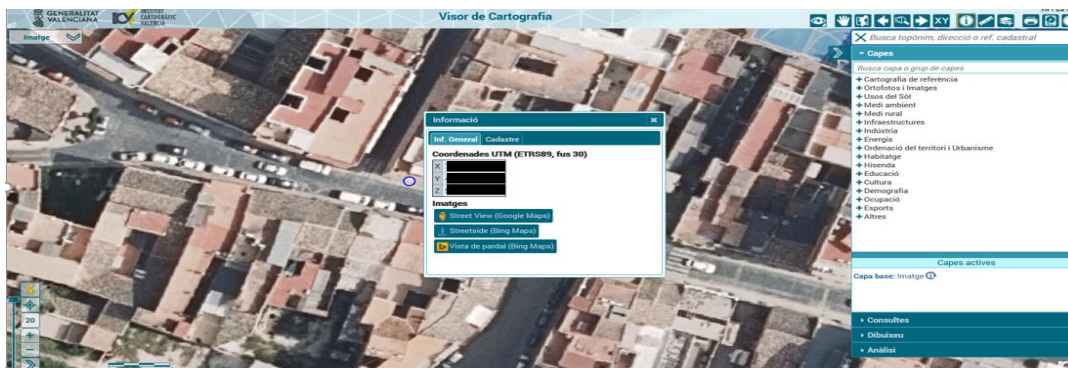 GENERALITAT
VALENCIANA
ICV
INSTITUT
CARTOGRÀFIC
VALENCIÀ
Visor de Cartografia
XY
Imatge
Busca topònim, direcció o ref. cadastral
Capes
Busca capa o grup de capes
Cartografia de referència
Ortofotos i Imatges
Usos del Sòl
Medi ambient
Medi rural
Infraestructures
Indústria
Energia
Ordenació del territori i Urbanisme
Habitatge
Hisenda
Educació
Cultura
Demografia
Ocupació
Esports
Altres
Informació
Inf. General Cadastre
Coordenades UTM (ETRS89, fus 30)
X
Y
Z
Imatges
Street View (Google Maps)
Streetside (Bing Maps)
Vista de pardal (Bing Maps)
Capes actives
Capa base: Imatge
20
Consultes
Dibuixeu
Anàlisi